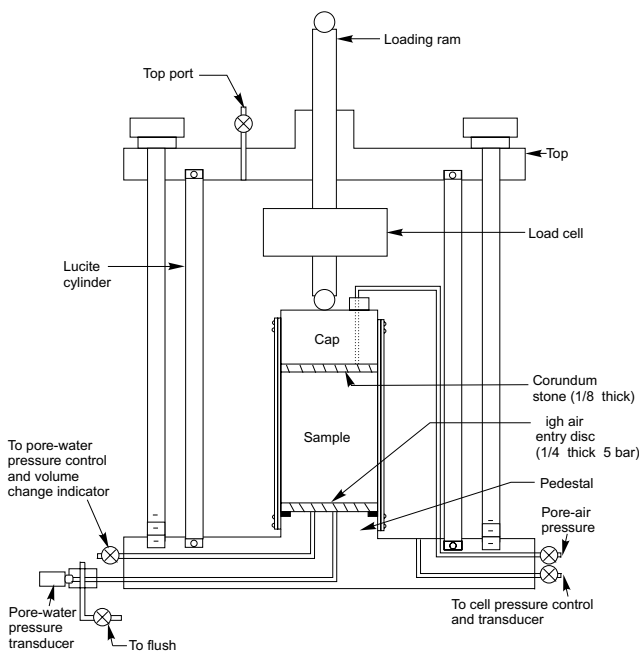 Loading ram
Top port
Top
Load cell
Lucite
cylinder
Cap
Corundum
stone (1/8 thick)
Sample
igh air
entry disc
(1/4 thick 5 bar)
To pore-water
pressure control
and volume
change indicator
Pedestal
Pore-air
pressure
Pore-water
pressure
transducer
To flush
To cell pressure control
and transducer